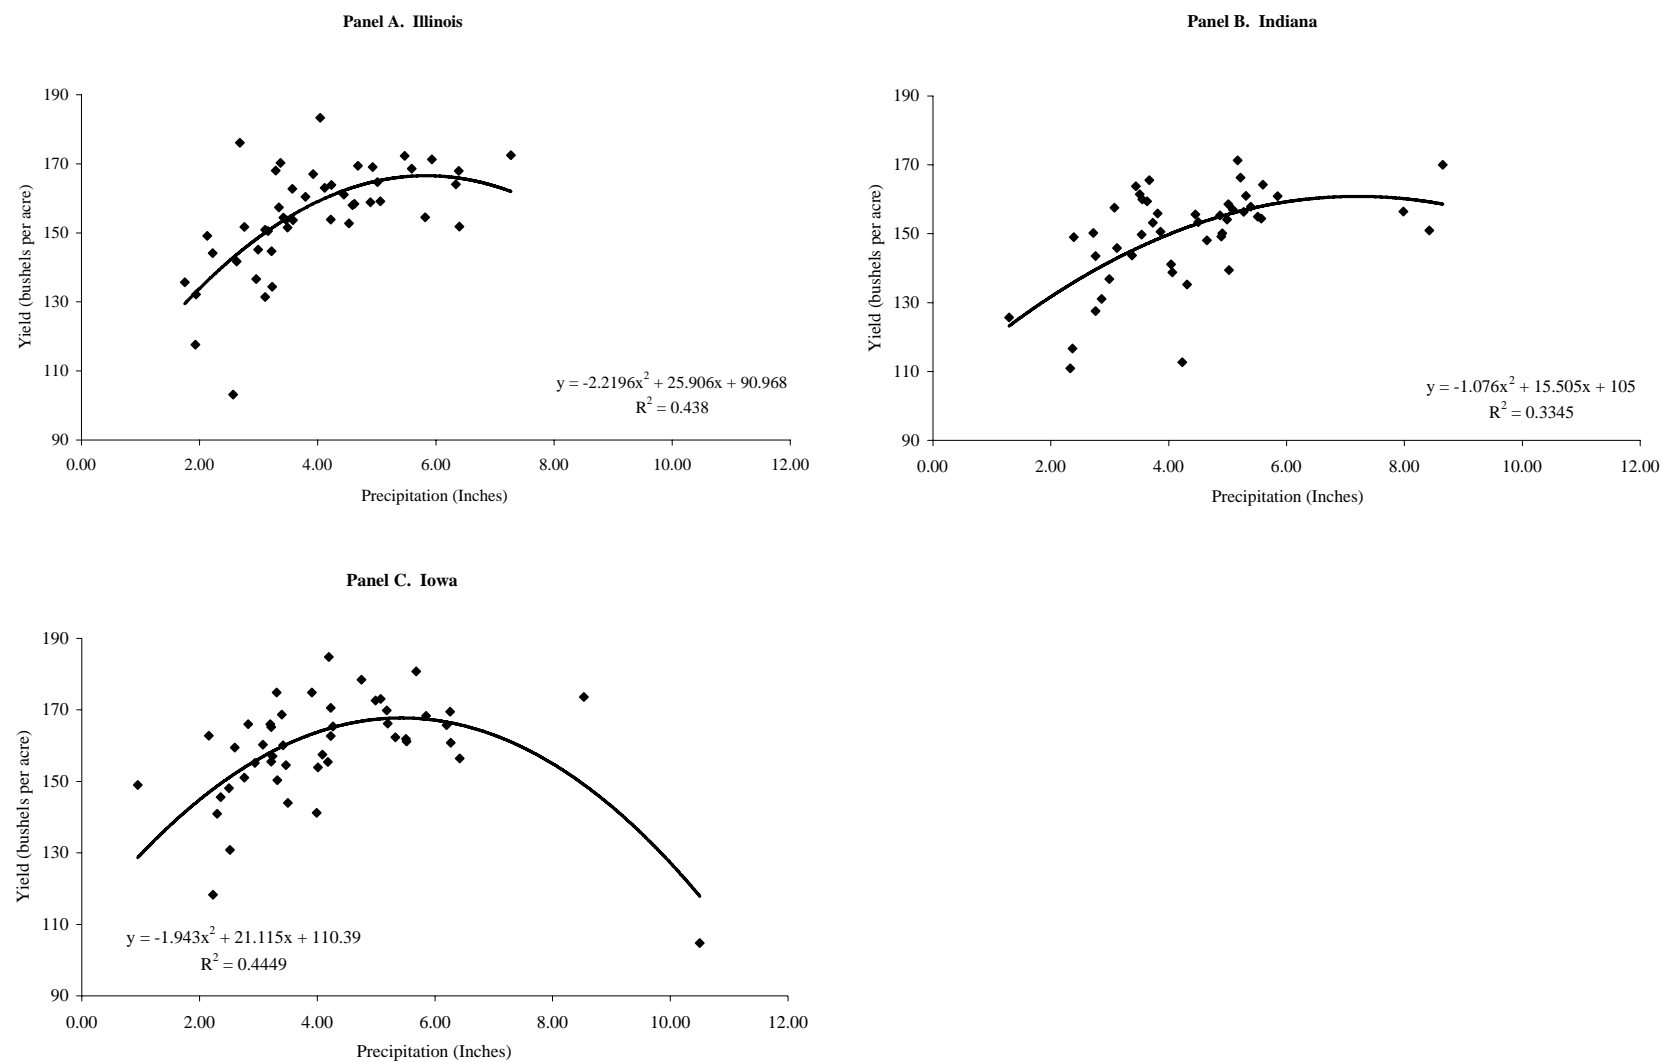 Panel A.  Illinois
Yield (bushels per acre)
190
170
150
130
110
90
y = -2.2196x² + 25.906x + 90.968
R² = 0.438
0.00 2.00 4.00 6.00 8.00 10.00 12.00
Precipitation (Inches)
Panel B.  Indiana
Yield (bushels per acre)
190
170
150
130
110
90
y = -1.076x² + 15.505x + 105
R² = 0.3345
0.00 2.00 4.00 6.00 8.00 10.00 12.00
Precipitation (Inches)
Panel C.  Iowa
Yield (bushels per acre)
190
170
150
130
110
90
y = -1.943x² + 21.115x + 110.39
R² = 0.4449
0.00 2.00 4.00 6.00 8.00 10.00 12.00
Precipitation (Inches)